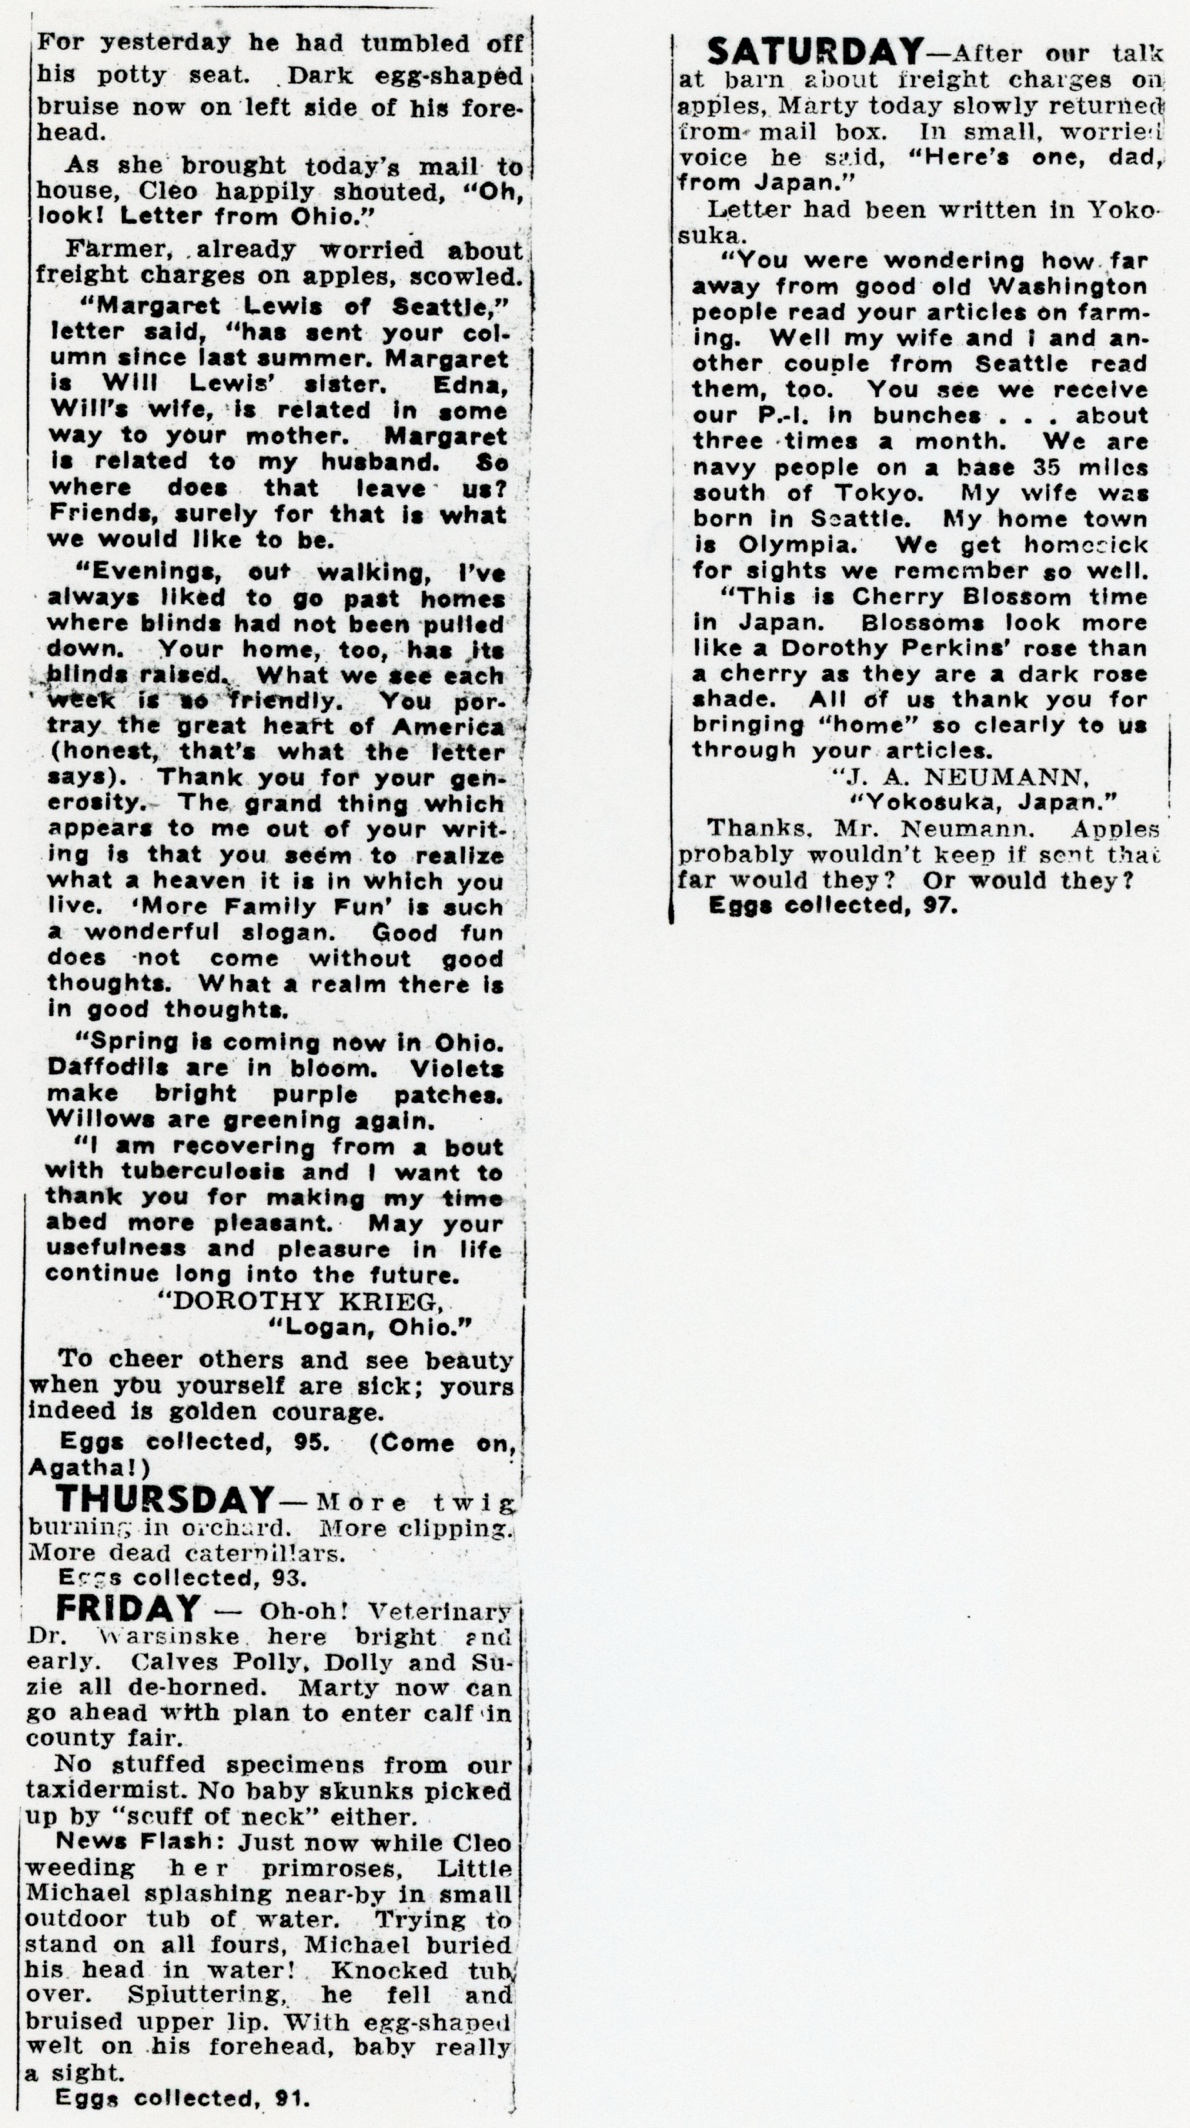 For yesterday he had tumbled off
his potty seat. Dark egg-shaped
bruise now on left side of his fore-
head.
As she brought today's mail to
house, Cleo happily shouted, "Oh,
look! Letter from Ohio."
Farmer, already worried about
freight charges on apples, scowled.
"Margaret Lewis of Seattle,"
letter said, "has sent your col-
umn since last summer. Margaret
is Will Lewis' sister. Edna,
Will's wife, is related in some
way to your mother. Margaret
is related to my husband. So
where does that leave us?
Friends, surely for that is what
we would like to be.
"Evenings, out walking, I've
always liked to go past homes
where blinds had not been pulled
down. Your home, too, has its
blinds raised. What we see each
week is so friendly. You por-
tray the great heart of America
(honest, that's what the letter
says). Thank you for your gen-
erosity. The grand thing which
appears to me out of your writ-
ing is that you seem to realize
what a heaven it is in which you
live. 'More Family Fun' is such
a wonderful slogan. Good fun
does not come without good
thoughts. What a realm there is
in good thoughts.
"Spring is coming now in Ohio.
Daffodils are in bloom. Violets
make bright purple patches.
Willows are greening again.
"I am recovering from a bout
with tuberculosis and I want to
thank you for making my time
abed more pleasant. May your
usefulness and pleasure in life
continue long into the future.
"DOROTHY KRIEG,
"Logan, Ohio."
To cheer others and see beauty
when you yourself are sick; yours
indeed is golden courage.
Eggs collected, 95. (Come on,
Agatha!)
THURSDAY—More twig
burning in orchard. More clipping.
More dead caterpillars.
Eggs collected, 93.
FRIDAY — Oh-oh! Veterinary
Dr. Warsinske here bright and
early. Calves Polly, Dolly and Su-
zie all de-horned. Marty now can
go ahead with plan to enter calf in
county fair.
No stuffed specimens from our
taxidermist. No baby skunks picked
up by "scuff of neck" either.
News Flash: Just now while Cleo
weeding her primroses, Little
Michael splashing near-by in small
outdoor tub of water. Trying to
stand on all fours, Michael buried
his head in water! Knocked tub
over. Spluttering, he fell and
bruised upper lip. With egg-shaped
welt on his forehead, baby really
a sight.
Eggs collected, 91.
SATURDAY—After our talk
at barn about freight charges on
apples, Marty today slowly returned
from mail box. In small, worried
voice he said, "Here's one, dad,
from Japan."
Letter had been written in Yoko-
suka.
"You were wondering how far
away from good old Washington
people read your articles on farm-
ing. Well my wife and i and an-
other couple from Seattle read
them, too. You see we receive
our P.-I. in bunches . . . about
three times a month. We are
navy people on a base 35 miles
south of Tokyo. My wife was
born in Seattle. My home town
is Olympia. We get homesick
for sights we remember so well.
"This is Cherry Blossom time
in Japan. Blossoms look more
like a Dorothy Perkins' rose than
a cherry as they are a dark rose
shade. All of us thank you for
bringing "home" so clearly to us
through your articles.
"J. A. NEUMANN,
"Yokosuka, Japan."
Thanks, Mr. Neumann. Apples
probably wouldn't keep if sent that
far would they? Or would they?
Eggs collected, 97.